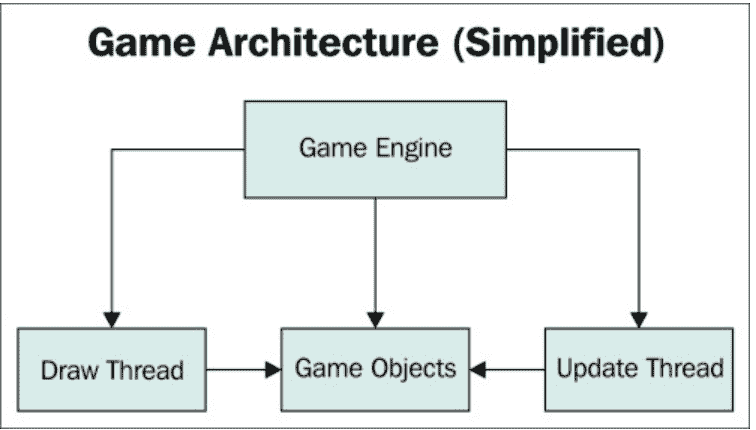 Game Architecture (Simplified)
Game Engine
Draw Thread
Game Objects
Update Thread